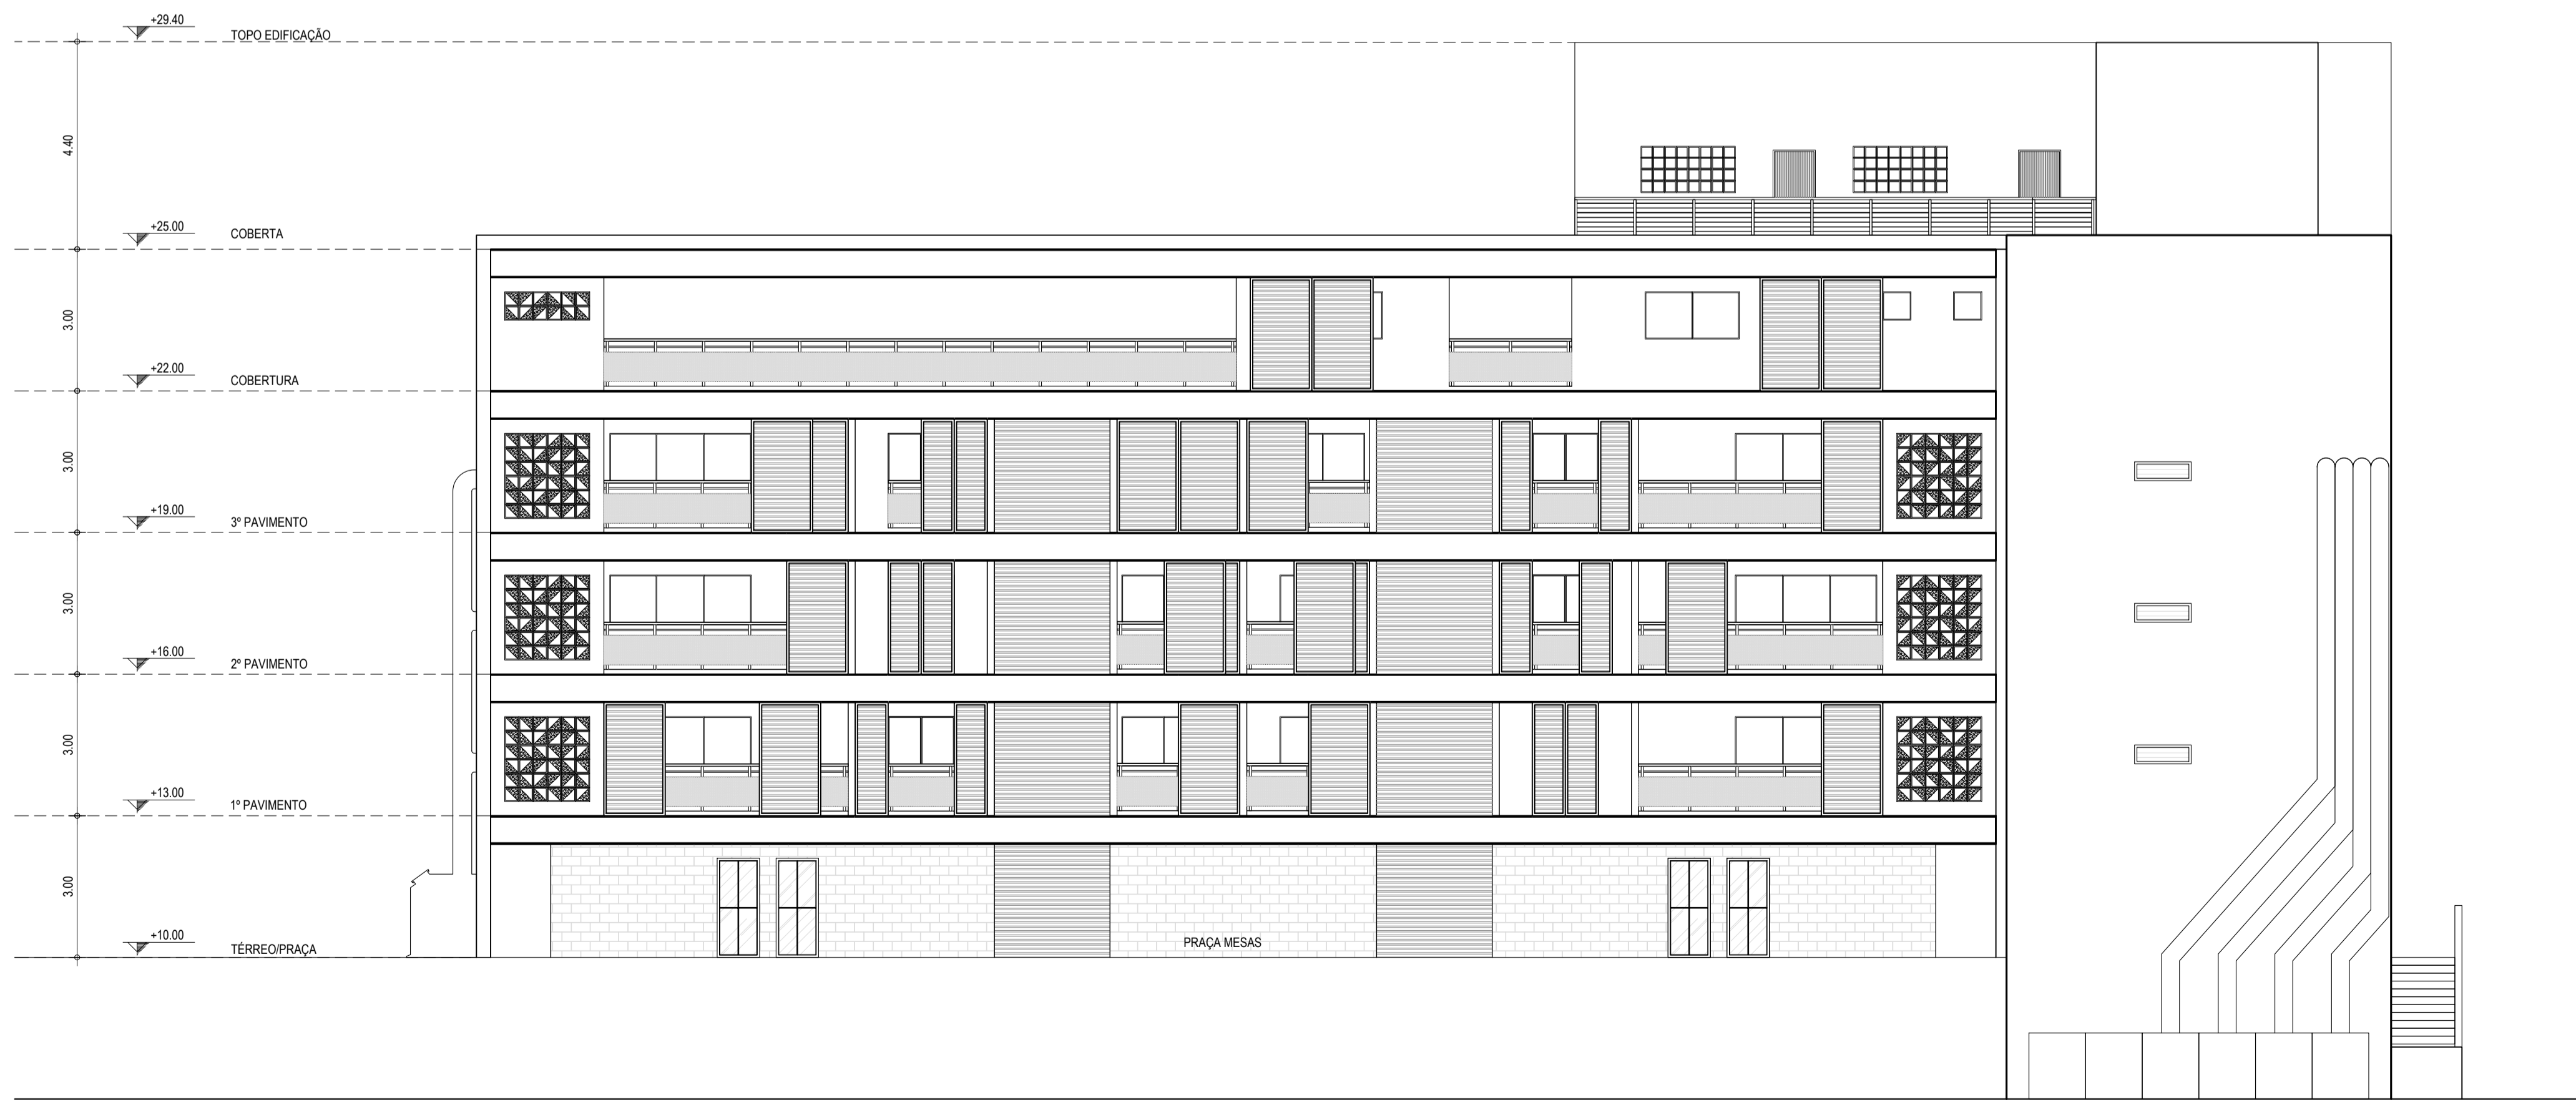 +29.40
TOPO EDIFICAÇÃO
4.40
+25.00
COBERTA
3.00
+22.00
COBERTURA
3.00
+19.00
3º PAVIMENTO
3.00
+16.00
2º PAVIMENTO
3.00
+13.00
1º PAVIMENTO
3.00
+10.00
TÉRREO/PRAÇA
PRAÇA MESAS